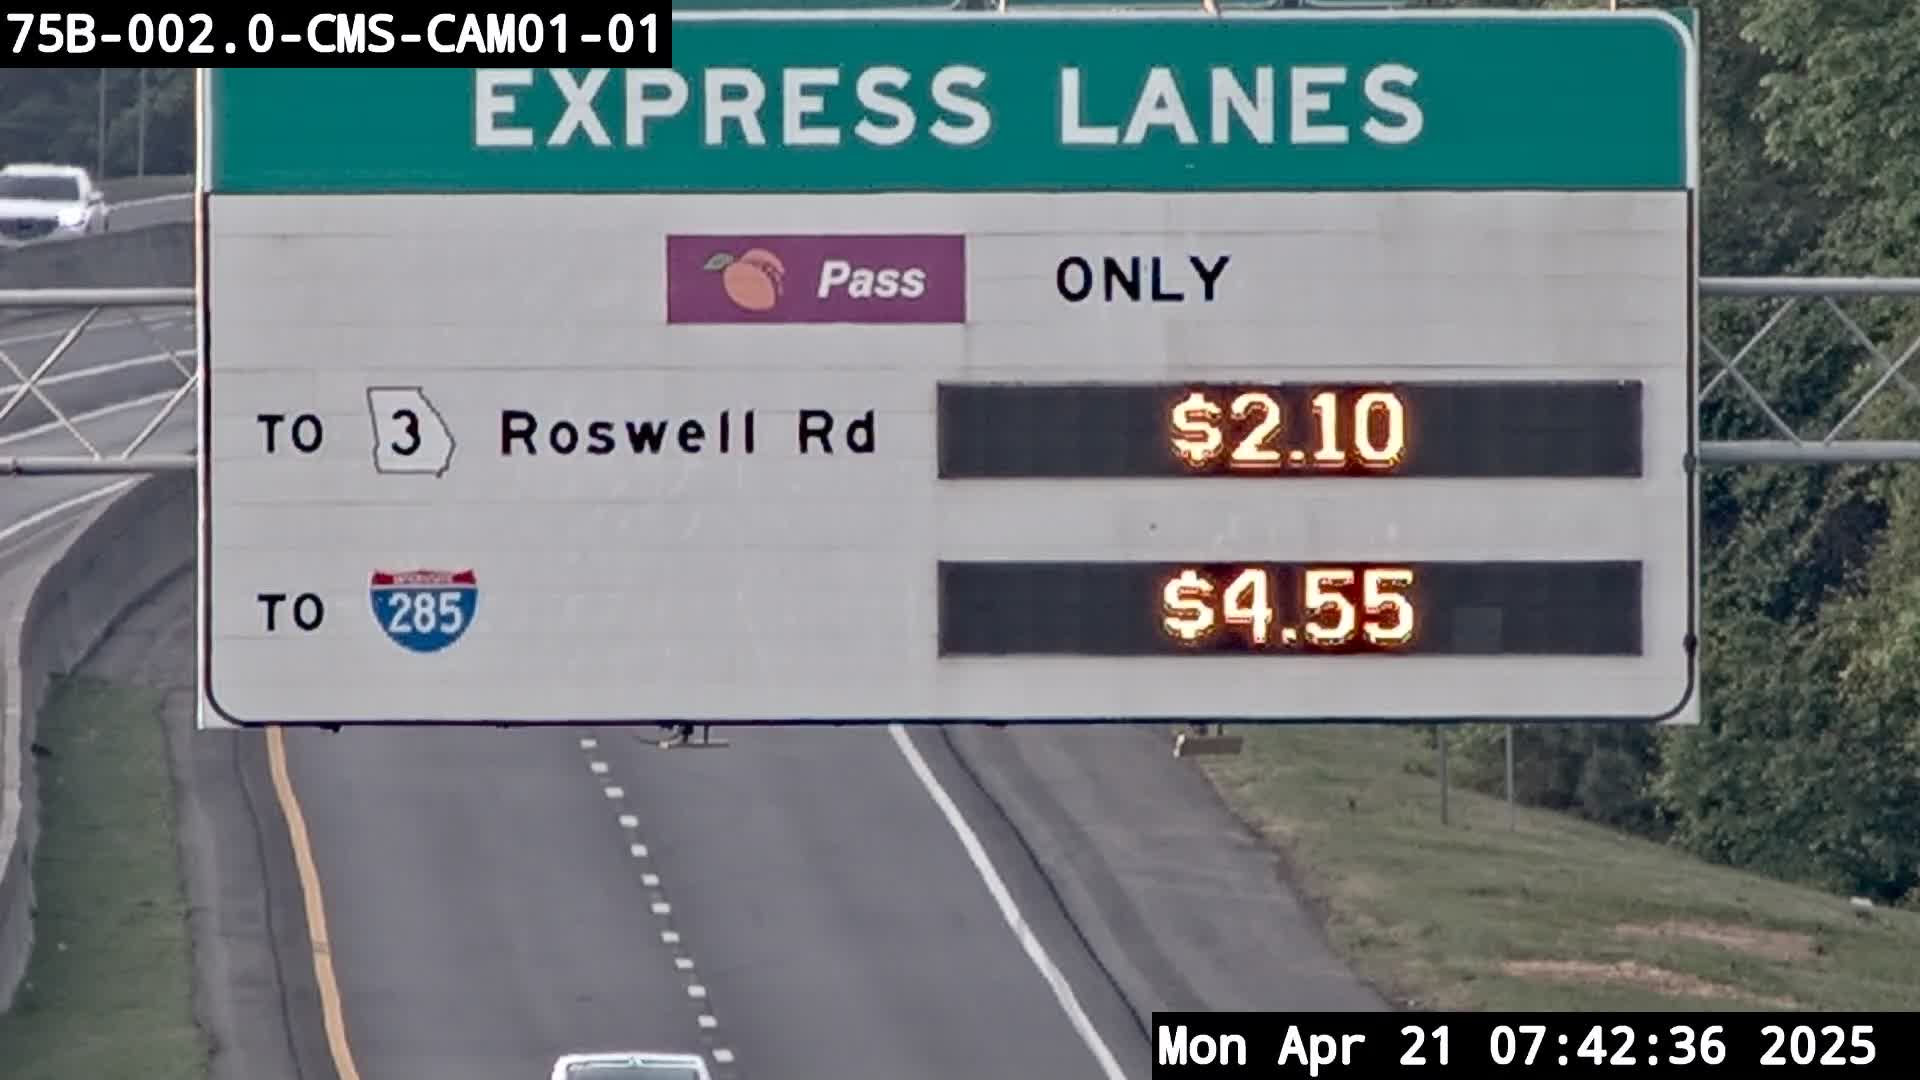 75B-002.0-CMS-CAM01-01
EXPRESS LANES
Pass ONLY
TO 3 Roswell Rd $2.10
TO 285 $4.55
Mon Apr 21 07:42:36 2025